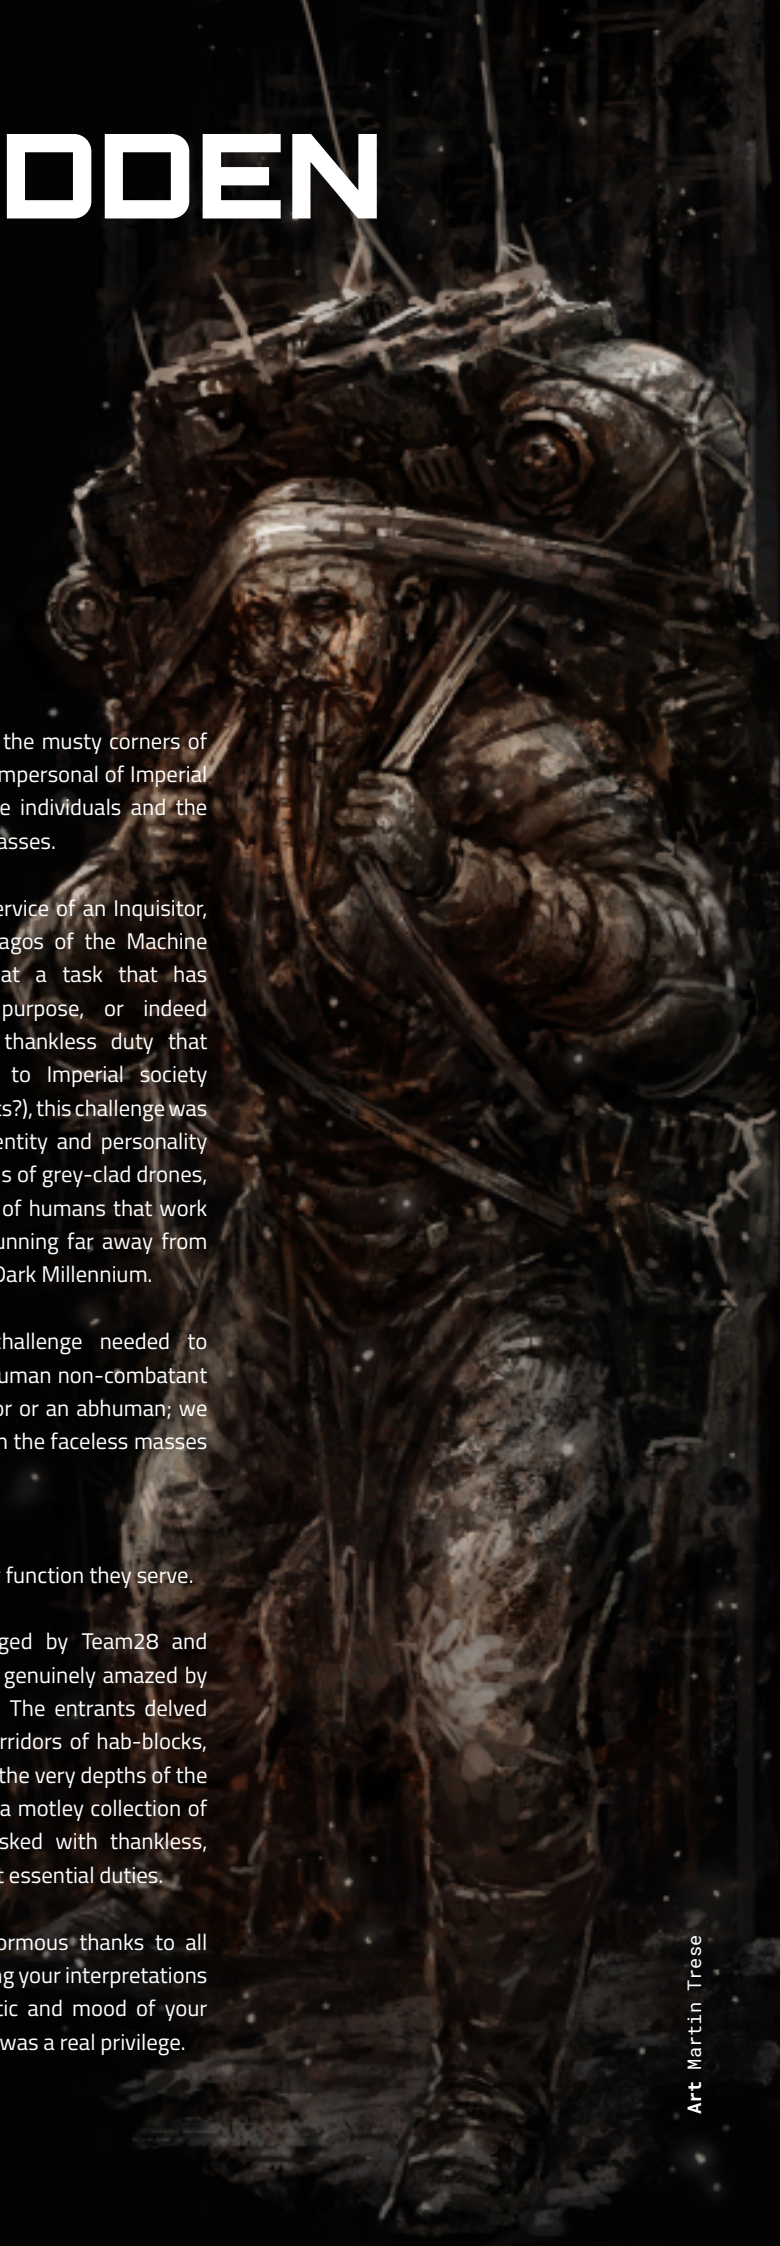 DDEN
the musty corners of
mpersonal of Imperial
e individuals and the
asses.
ervice of an Inquisitor,
agos of the Machine
at a task that has
purpose, or indeed
thankless duty that
to Imperial society
ts?), this challenge was
entity and personality
s of grey-clad drones,
of humans that work
unning far away from
Dark Millennium.
challenge needed to
uman non-combatant
or or an abhuman; we
n the faceless masses
function they serve.
ged by Team28 and
genuinely amazed by
The entrants delved
rridors of hab-blocks,
the very depths of the
a motley collection of
sked with thankless,
t essential duties.
ormous thanks to all
ng your interpretations
tic and mood of your
was a real privilege.
Art Martin Trese